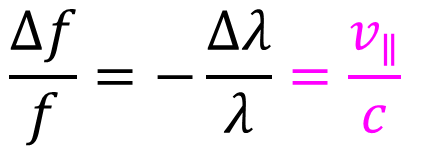 Δf/f = −Δλ/λ = v∥/c